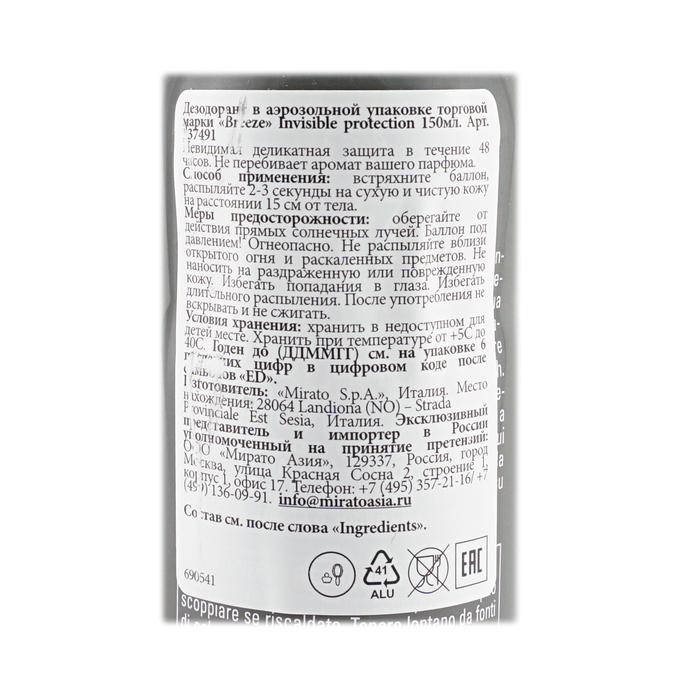 Дезодорант в аэрозольной упаковке торговой
марки «Breeze» Invisible protection 150мл. Арт.
37491
Невидимая деликатная защита в течение 48
часов. Не перебивает аромат вашего парфюма.
Способ применения: встряхните баллон,
распыляйте 2-3 секунды на сухую и чистую кожу
на расстоянии 15 см от тела.
Меры предосторожности: оберегайте от
действия прямых солнечных лучей. Баллон под
давлением! Огнеопасно. Не распыляйте вблизи
открытого огня и раскаленных предметов. Не
наносить на раздраженную или поврежденную
кожу. Избегать попадания в глаза. Избегать
длительного распыления. После употребления не
вскрывать и не сжигать.
Условия хранения: хранить в недоступном для
детей месте. Хранить при температуре от +5С до
40С. Годен до (ДДММГГ) см. на упаковке 6
последних цифр в цифровом коде после
символов «ED».
Изготовитель: «Mirato S.p.A.», Италия. Место
нахождения: 28064 Landiona (NO) – Strada
Provinciale Est Sesia, Италия. Эксклюзивный
представитель и импортер в России
уполномоченный на принятие претензий:
ООО «Мирато Азия», 129337, Россия, город
Москва, улица Красная Сосна 2, строение 1,
корпус 1, офис 17. Телефон: +7 (495) 357-21-16/ +7
(499) 136-09-91. info@miratoasia.ru
Состав см. после слова «Ingredients».
41
ALU
EAC
690541
scoppiare se riscaldato. Tenere lontano da fonti